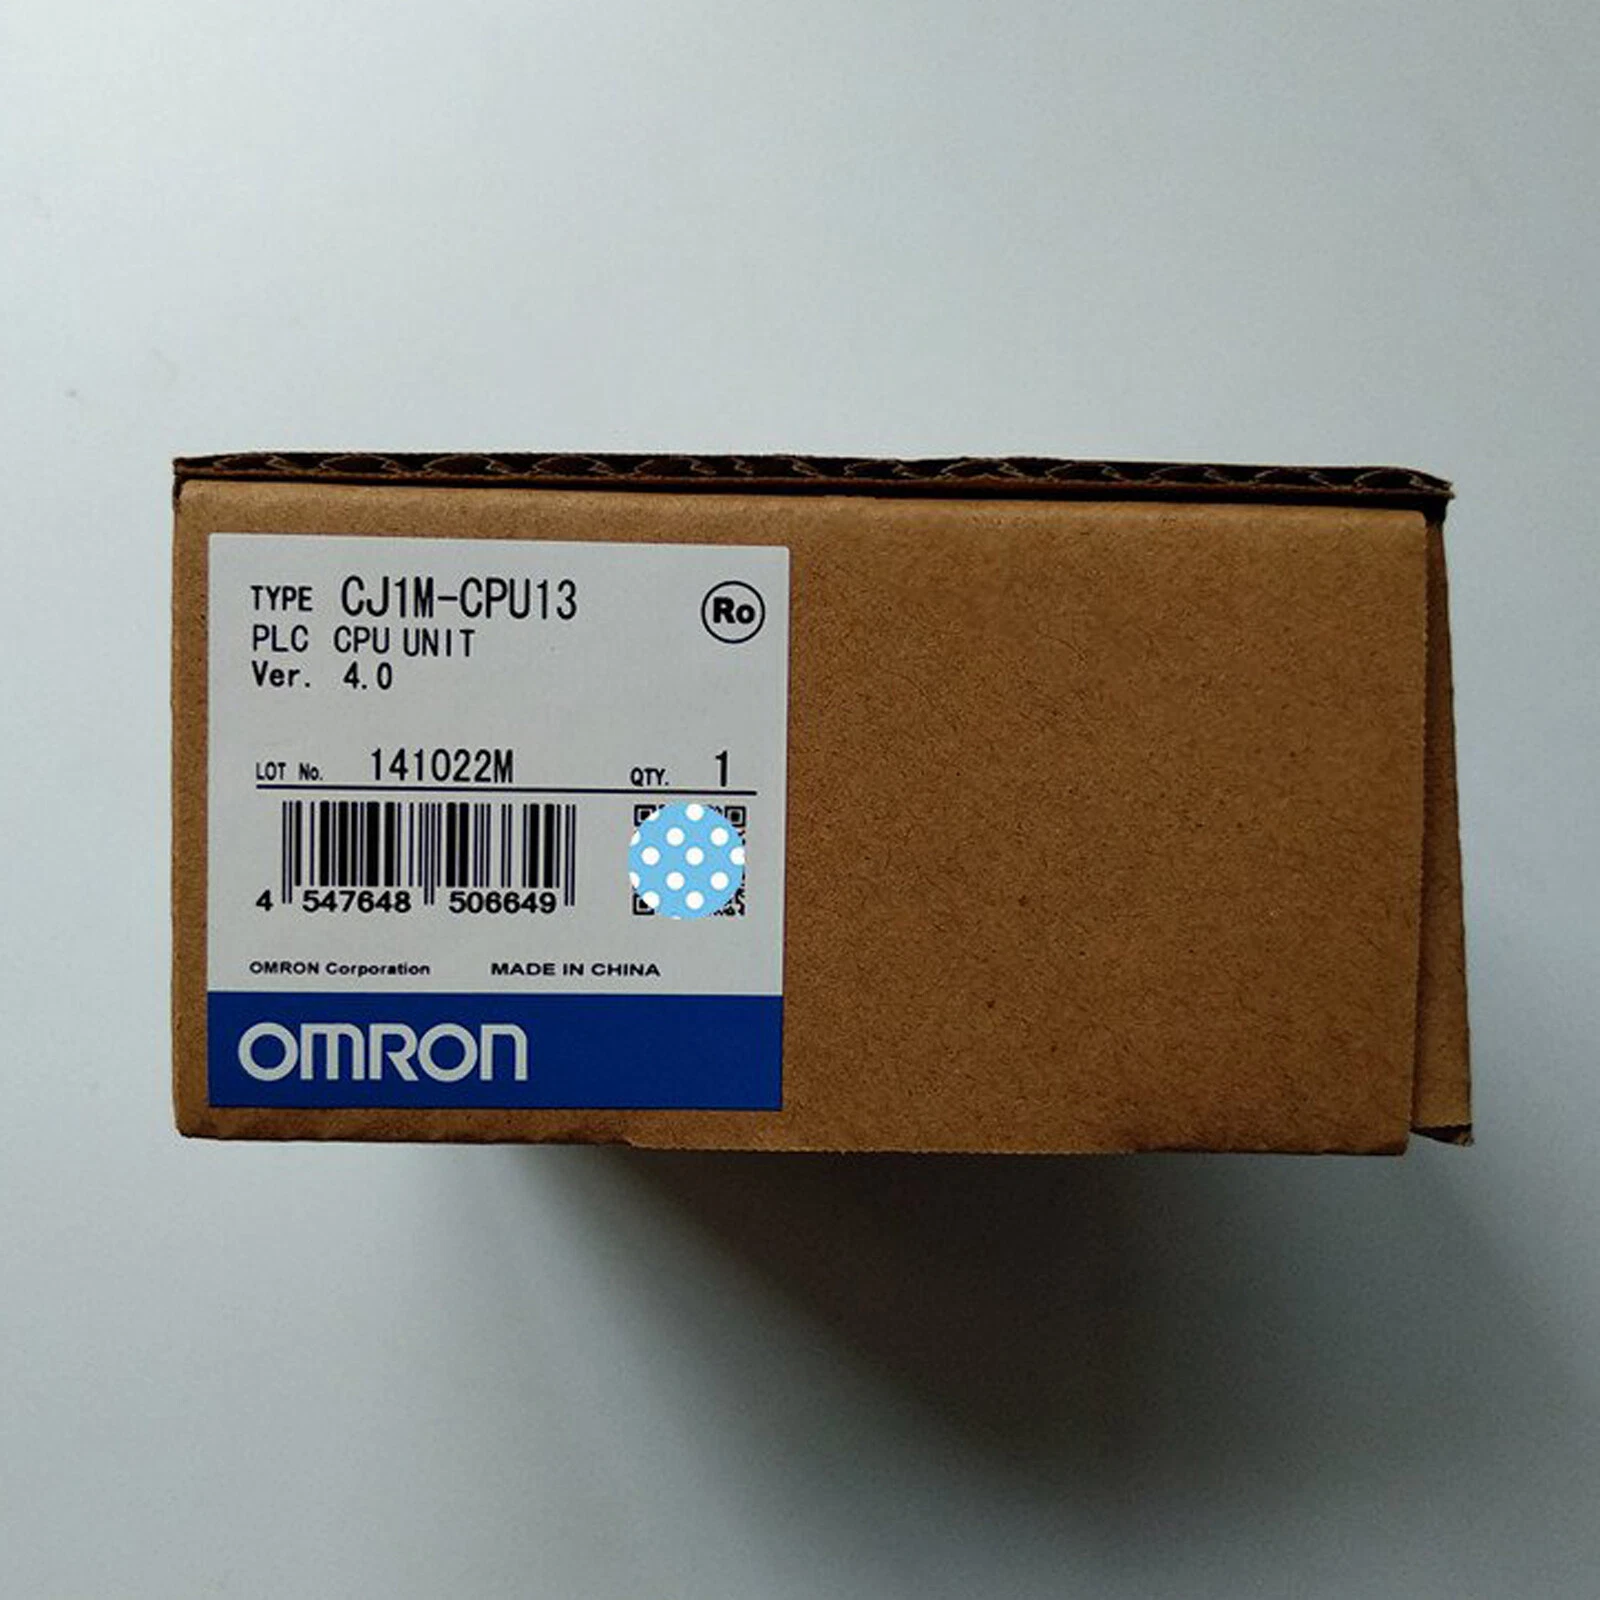 TYPE CJ1M-CPU13
Ro
PLC CPU UNIT
Ver. 4.0
LOT No. 141022M QTY. 1
4 547648 506649
OMRON Corporation MADE IN CHINA
OMRON